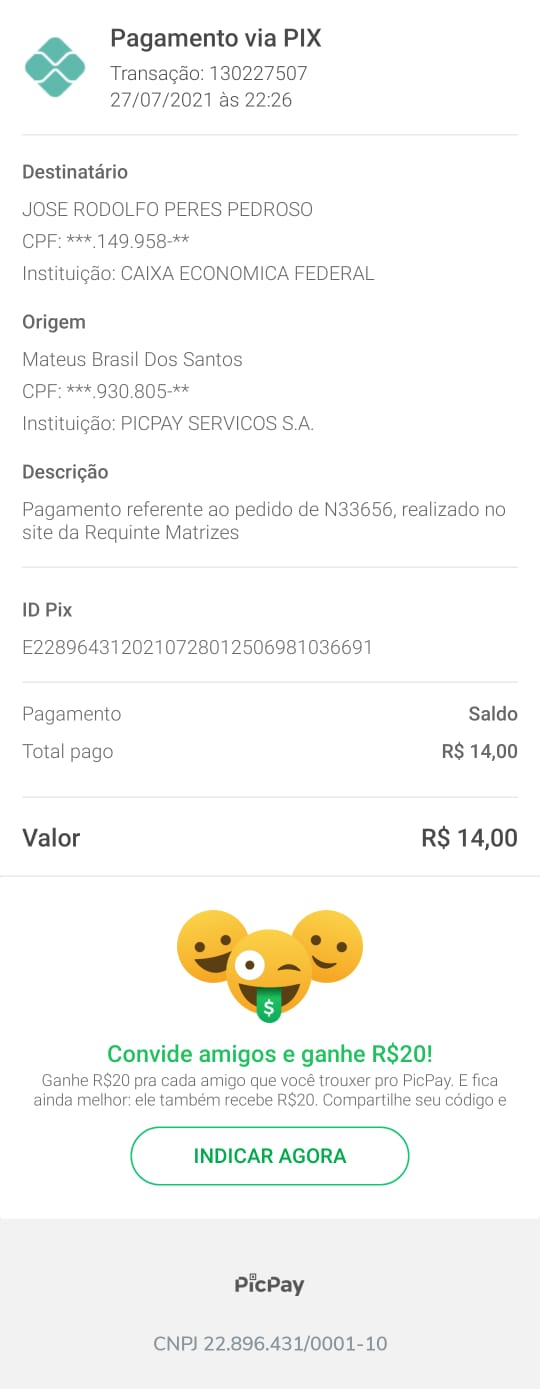 Pagamento via PIX
Transação: 130227507
27/07/2021 às 22:26
Destinatário
JOSE RODOLFO PERES PEDROSO
CPF: ***.149.958-**
Instituição: CAIXA ECONOMICA FEDERAL
Origem
Mateus Brasil Dos Santos
CPF: ***.930.805-**
Instituição: PICPAY SERVICOS S.A.
Descrição
Pagamento referente ao pedido de N33656, realizado no
site da Requinte Matrizes
ID Pix
E22896431202107280125069810​36691
Pagamento Saldo
Total pago R$ 14,00
Valor R$ 14,00
$
Convide amigos e ganhe R$20!
Ganhe R$20 pra cada amigo que você trouxer pro PicPay. E fica
ainda melhor: ele também recebe R$20. Compartilhe seu código e
INDICAR AGORA
PicPay
CNPJ 22.896.431/0001-10